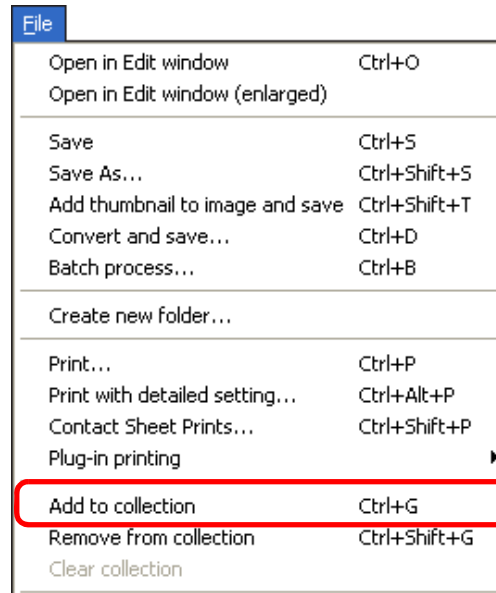 File
Open in Edit window Ctrl+O
Open in Edit window (enlarged)
Save Ctrl+S
Save As... Ctrl+Shift+S
Add thumbnail to image and save Ctrl+Shift+T
Convert and save... Ctrl+D
Batch process... Ctrl+B
Create new folder...
Print... Ctrl+P
Print with detailed setting... Ctrl+Alt+P
Contact Sheet Prints... Ctrl+Shift+P
Plug-in printing
Add to collection Ctrl+G
Remove from collection Ctrl+Shift+G
Clear collection